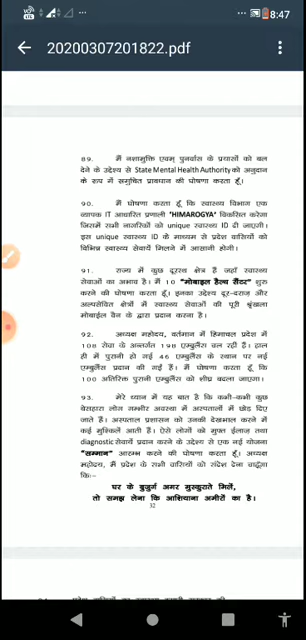 8:47
20200307201822.pdf
89. मैं नशामुक्ति एवम् पुनर्वास के प्रयासों को बल
देने के उद्देश्य से State Mental Health Authority को अनुदान
के रूप में समुचित प्रावधान की घोषणा करता हूँ।
90. मैं घोषणा करता हूँ कि स्वास्थ्य विभाग एक
व्यापक IT आधारित प्रणाली "HIMAROGYA" विकसित करेगा
जिसमें सभी नागरिकों को unique स्वास्थ्य ID दी जाएगी।
इस unique स्वास्थ्य ID के माध्यम से प्रदेश वासियों को
विभिन्न स्वास्थ्य सेवायें मिलने में आसानी होगी।
91. राज्य में कुछ दूरस्थ क्षेत्र हैं जहाँ स्वास्थ्य
सेवाओं का अभाव है। मैं 10 "मोबाईल हैल्थ सैंटर" शुरू
करने की घोषणा करता हूँ। इनका उद्देश्य दूर-दराज और
अल्पसेवित क्षेत्रों में स्वास्थ्य सेवाओं की पूरी श्रृंखला
मोबाईल वैन के द्वारा प्रदान करना है।
92. अध्यक्ष महोदय, वर्तमान में हिमाचल प्रदेश में
108 सेवा के अन्तर्गत 198 एम्बुलैंस चल रही हैं। हाल
ही में पुरानी हो गई 46 एम्बुलैंस के स्थान पर नई
एम्बुलैंस प्रदान की गई हैं। मैं घोषणा करता हूँ कि
100 अतिरिक्त पुरानी एम्बुलैंस को शीघ्र बदला जाएगा।
93. मेरे ध्यान में यह बात है कि कभी-कभी कुछ
बेसहारा लोग गम्भीर अवस्था में अस्पतालों में छोड़ दिए
जाते हैं। अस्पताल प्रशासन को उनकी देखभाल करने में
कई मुश्किलें आती हैं। ऐसे लोगों को मुफ्त ईलाज तथा
diagnostic सेवायें प्रदान करने के उद्देश्य से एक नई योजना
"सम्मान" आरम्भ करने की घोषणा करता हूँ। अध्यक्ष
महोदय, मैं प्रदेश के सभी वासियों को संदेश देना चाहूँगा
कि:-
घर के बुजुर्ग अगर मुस्कुराते मिलें,
तो समझ लेना कि आशियाना अमीरों का है।
32